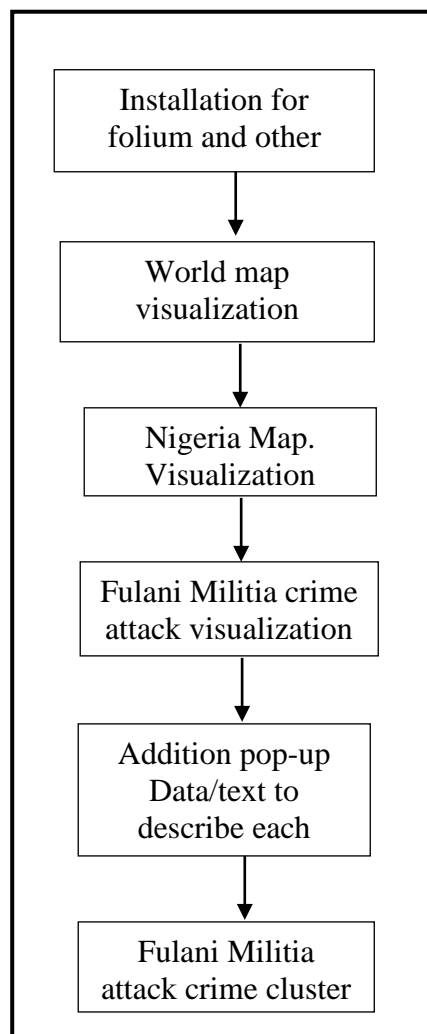 Installation for
folium and other
World map
visualization
Nigeria Map.
Visualization
Fulani Militia crime
attack visualization
Addition pop-up
Data/text to
describe each
Fulani Militia
attack crime cluster